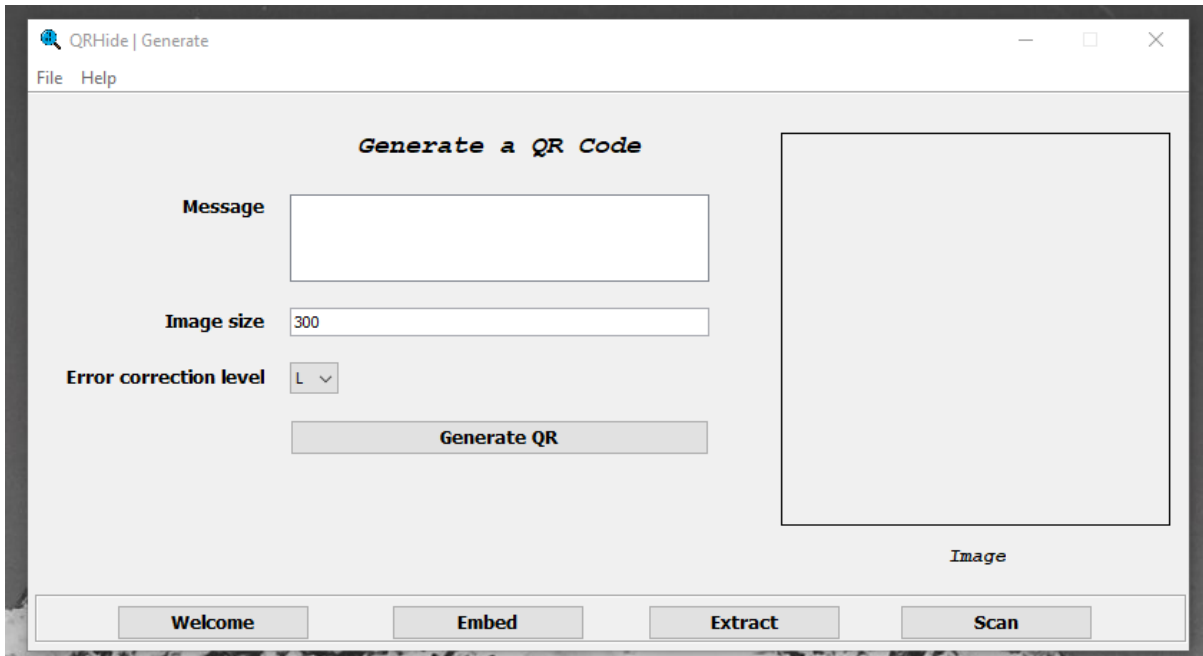 QRHide | Generate
File Help
Generate a QR Code
Message
Image size 300
Error correction level L
Generate QR
Image
Welcome Embed Extract Scan